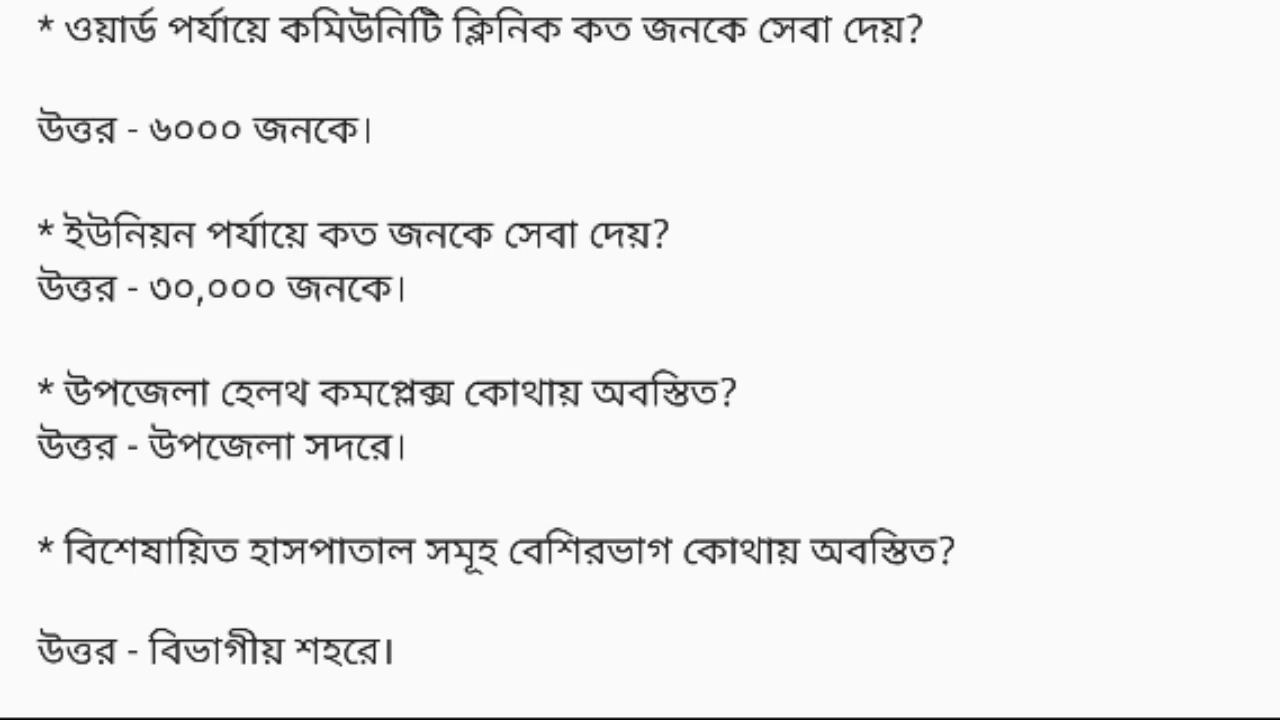 * ওয়ার্ড পর্যায়ে কমিউনিটি ক্লিনিক কত জনকে সেবা দেয়?
উত্তর - ৬০০০ জনকে।
* ইউনিয়ন পর্যায়ে কত জনকে সেবা দেয়?
উত্তর - ৩০,০০০ জনকে।
* উপজেলা হেলথ কমপ্লেক্স কোথায় অবস্তিত?
উত্তর - উপজেলা সদরে।
* বিশেষায়িত হাসপাতাল সমূহ বেশিরভাগ কোথায় অবস্তিত?
উত্তর - বিভাগীয় শহরে।